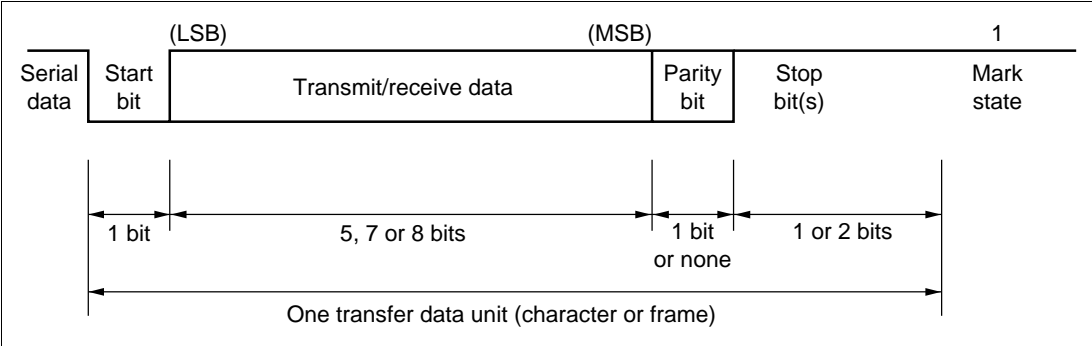 (LSB) (MSB) 1
Serial Start Transmit/receive data Parity Stop Mark
data bit bit bit(s) state
1 bit 5, 7 or 8 bits 1 bit 1 or 2 bits
or none
One transfer data unit (character or frame)